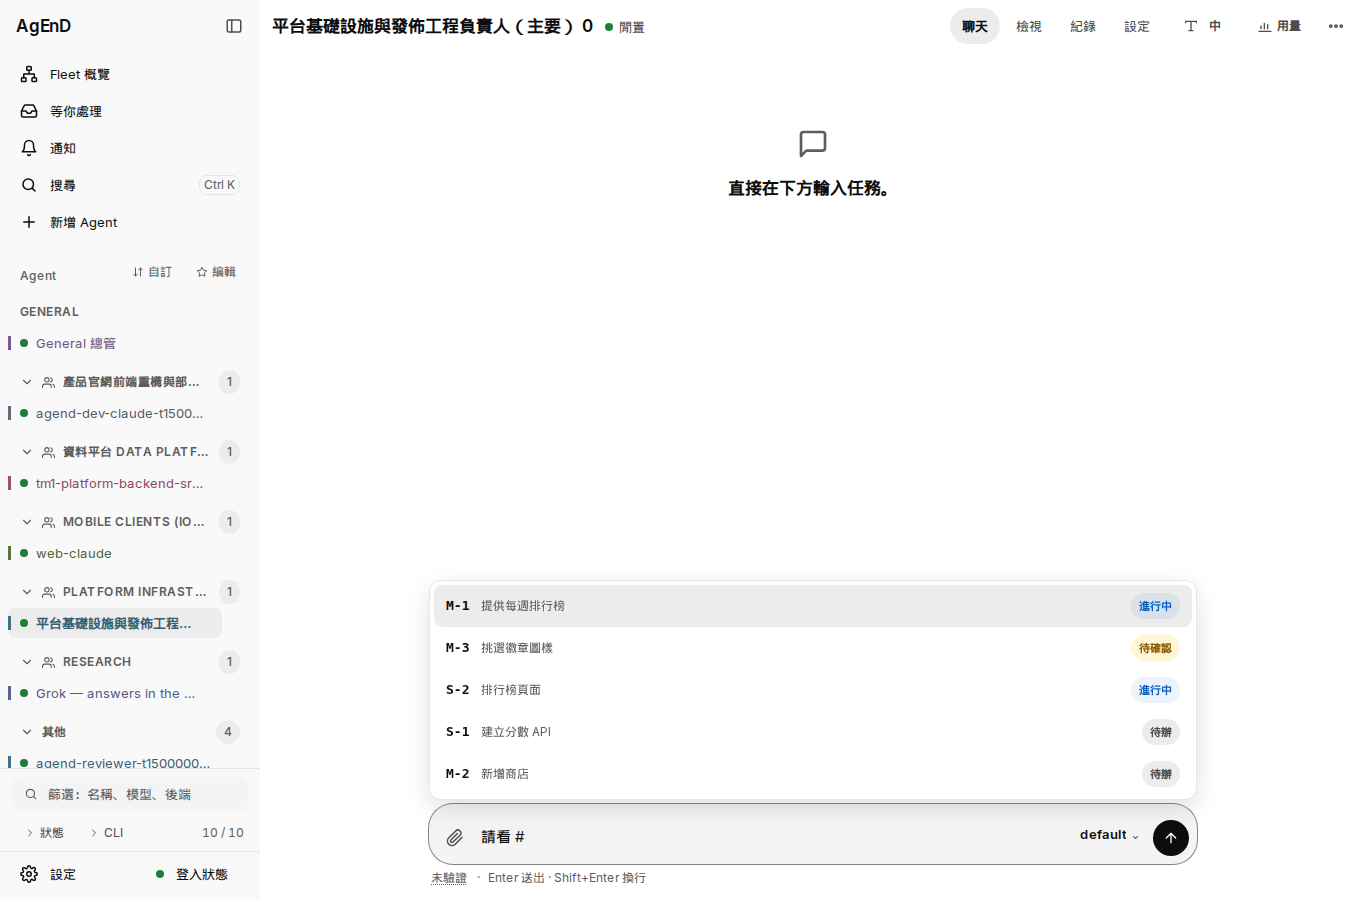 AgEnD
Fleet 概覽
等你處理
通知
搜尋 Ctrl K
新增 Agent
Agent 自訂 編輯
GENERAL
General 總管
產品官網前端重構與部... 1
agend-dev-claude-t1500...
資料平台 DATA PLATF... 1
tm1-platform-backend-sr...
MOBILE CLIENTS (IO... 1
web-claude
PLATFORM INFRAST... 1
平台基礎設施與發佈工程...
RESEARCH 1
Grok — answers in the ...
其他 4
agend-reviewer-t1500000...
篩選：名稱、模型、後端
狀態 CLI 10 / 10
設定 登入狀態
平台基礎設施與發佈工程負責人（主要）0 閒置
聊天 檢視 紀錄 設定 中 用量
直接在下方輸入任務。
M-1 提供每週排行榜 進行中
M-3 挑選徽章圖樣 待確認
S-2 排行榜頁面 進行中
S-1 建立分數 API 待辦
M-2 新增商店 待辦
請看 # default
未驗證 · Enter 送出 · Shift+Enter 換行